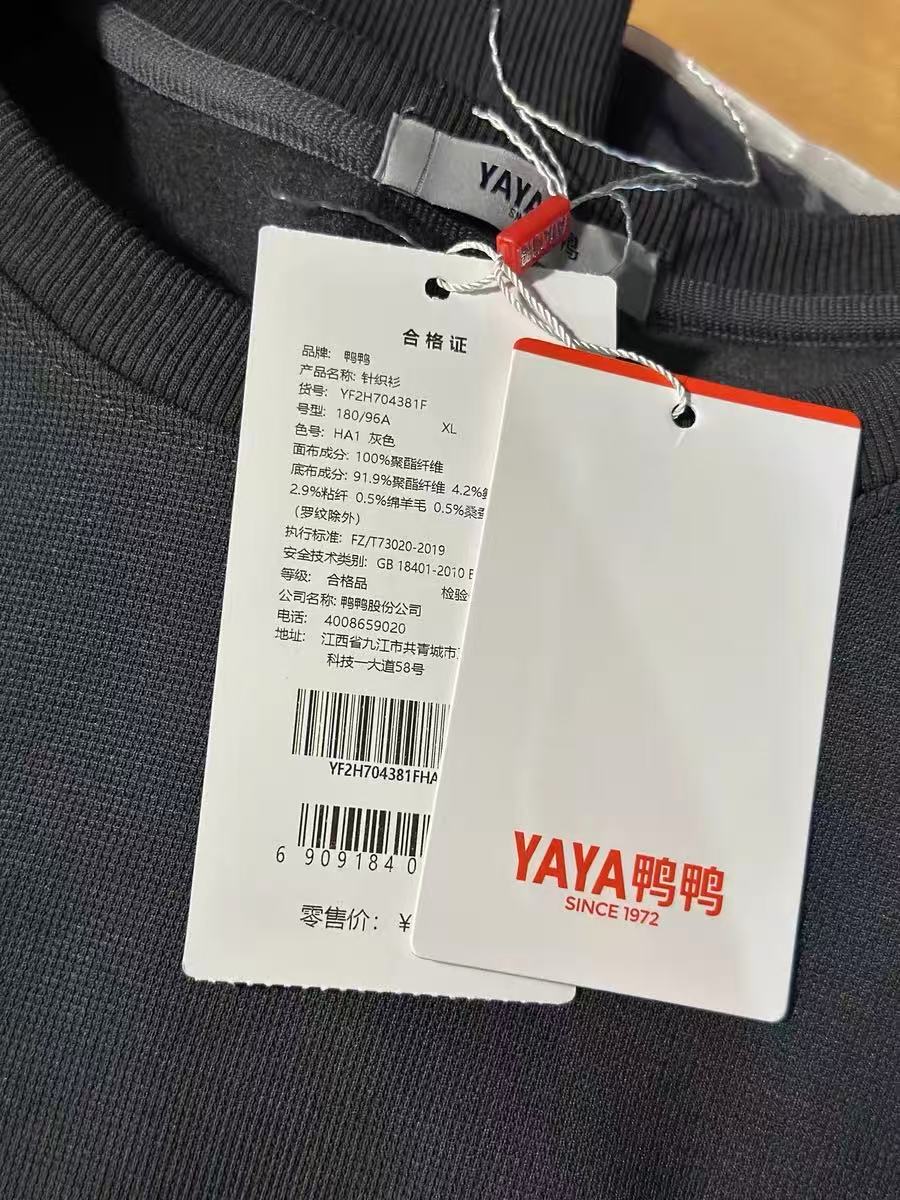 YAYA
合格证
品牌: 鸭鸭
产品名称: 针织衫
货号: YF2H704381F
号型: 180/96A XL
色号: HA1 灰色
面布成分: 100%聚酯纤维
底布成分: 91.9%聚酯纤维 4.2%
2.9%粘纤 0.5%绵羊毛 0.5%桑蚕
(罗纹除外)
执行标准: FZ/T73020-2019
安全技术类别: GB 18401-2010
等级: 合格品 检验
公司名称: 鸭鸭股份公司
电话: 4008659020
地址: 江西省九江市共青城市
科技一大道58号
YF2H704381FHA
6 909184 0
零售价: ¥
YAYA鸭鸭
SINCE 1972